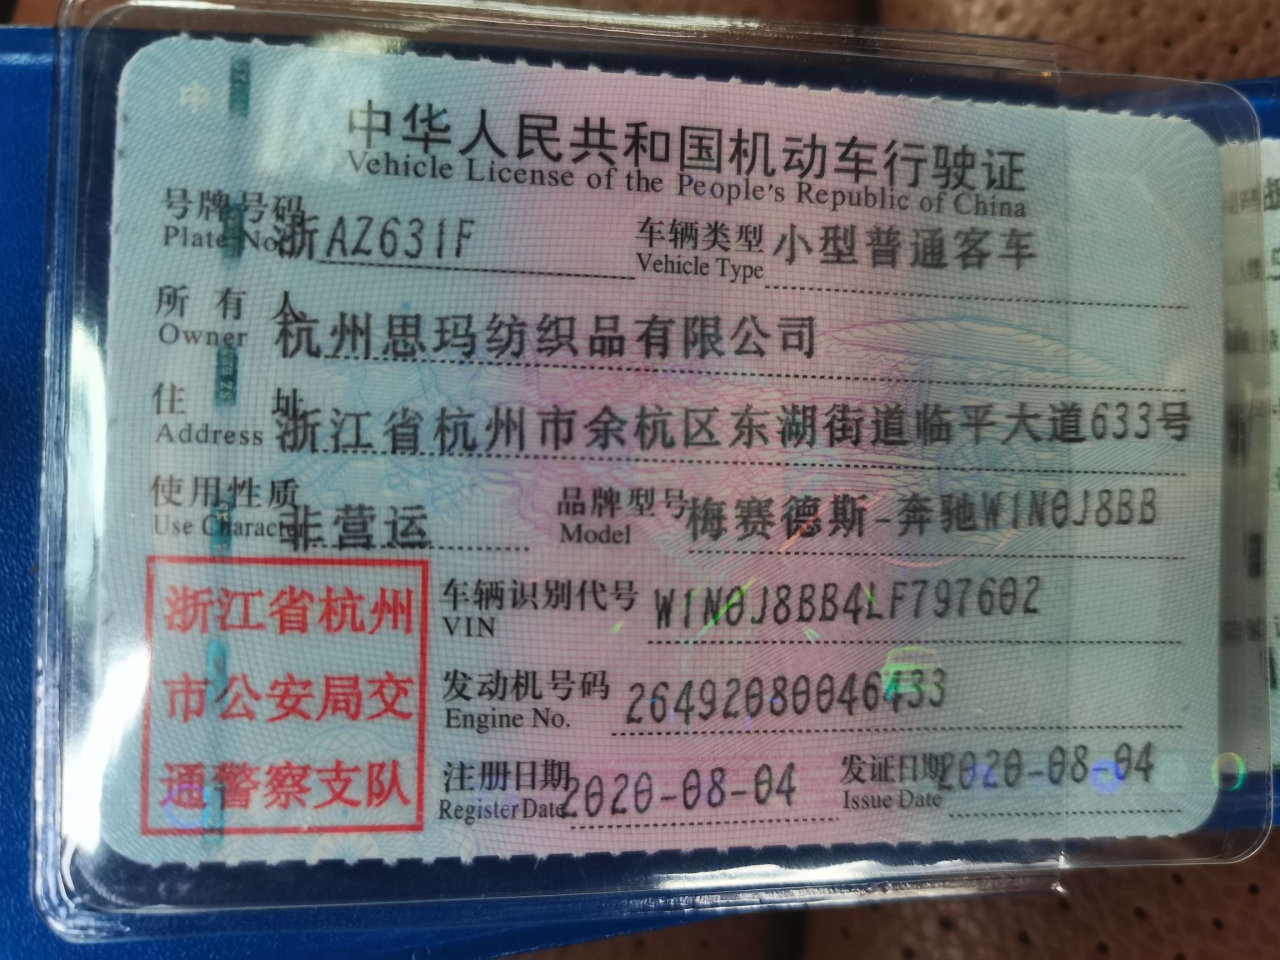 中华人民共和国机动车行驶证
Vehicle License of the People's Republic of China
号牌号码 浙AZ631F 车辆类型 小型普通客车
Plate No. Vehicle Type
所有人 杭州思玛纺织品有限公司
Owner
住址 浙江省杭州市余杭区东湖街道临平大道633号
Address
使用性质 非营运 品牌型号 梅赛德斯-奔驰W1N0J8BB
Use Character Model
浙江省杭州
市公安局交
通警察支队
车辆识别代号 W1N0J8BB4LF797602
VIN
发动机号码 26492080046433
Engine No.
注册日期 2020-08-04 发证日期 2020-08-04
Register Date Issue Date